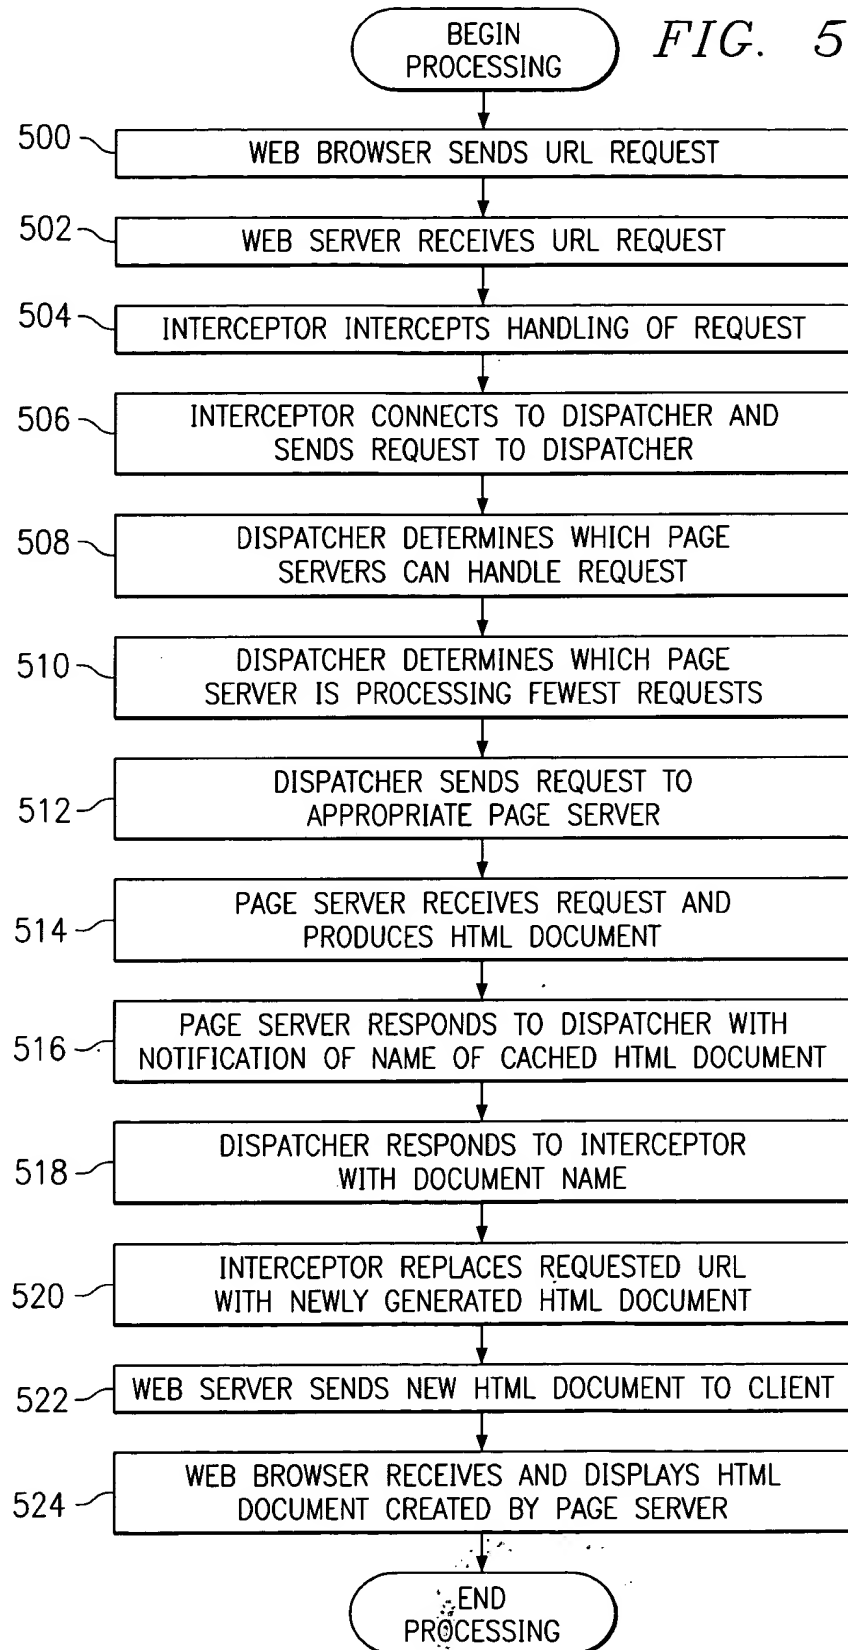 BEGIN
PROCESSING
FIG. 5
500
WEB BROWSER SENDS URL REQUEST
502
WEB SERVER RECEIVES URL REQUEST
504
INTERCEPTOR INTERCEPTS HANDLING OF REQUEST
506
INTERCEPTOR CONNECTS TO DISPATCHER AND
SENDS REQUEST TO DISPATCHER
508
DISPATCHER DETERMINES WHICH PAGE
SERVERS CAN HANDLE REQUEST
510
DISPATCHER DETERMINES WHICH PAGE
SERVER IS PROCESSING FEWEST REQUESTS
512
DISPATCHER SENDS REQUEST TO
APPROPRIATE PAGE SERVER
514
PAGE SERVER RECEIVES REQUEST AND
PRODUCES HTML DOCUMENT
516
PAGE SERVER RESPONDS TO DISPATCHER WITH
NOTIFICATION OF NAME OF CACHED HTML DOCUMENT
518
DISPATCHER RESPONDS TO INTERCEPTOR
WITH DOCUMENT NAME
520
INTERCEPTOR REPLACES REQUESTED URL
WITH NEWLY GENERATED HTML DOCUMENT
522
WEB SERVER SENDS NEW HTML DOCUMENT TO CLIENT
524
WEB BROWSER RECEIVES AND DISPLAYS HTML
DOCUMENT CREATED BY PAGE SERVER
END
PROCESSING